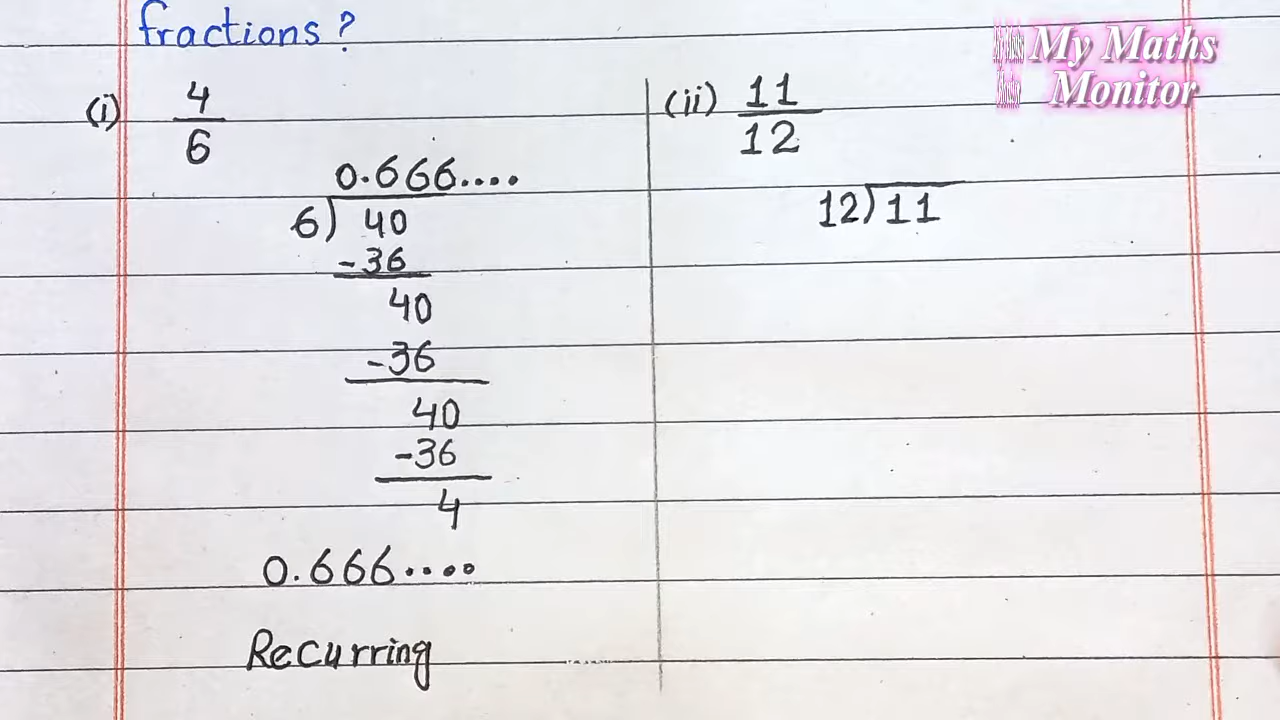 fractions?
My Maths
Monitor
(i) 4/6
0.666....
6) 40
-36
40
-36
40
-36
4
0.666....
Recurring
(ii) 11/12
12) 11